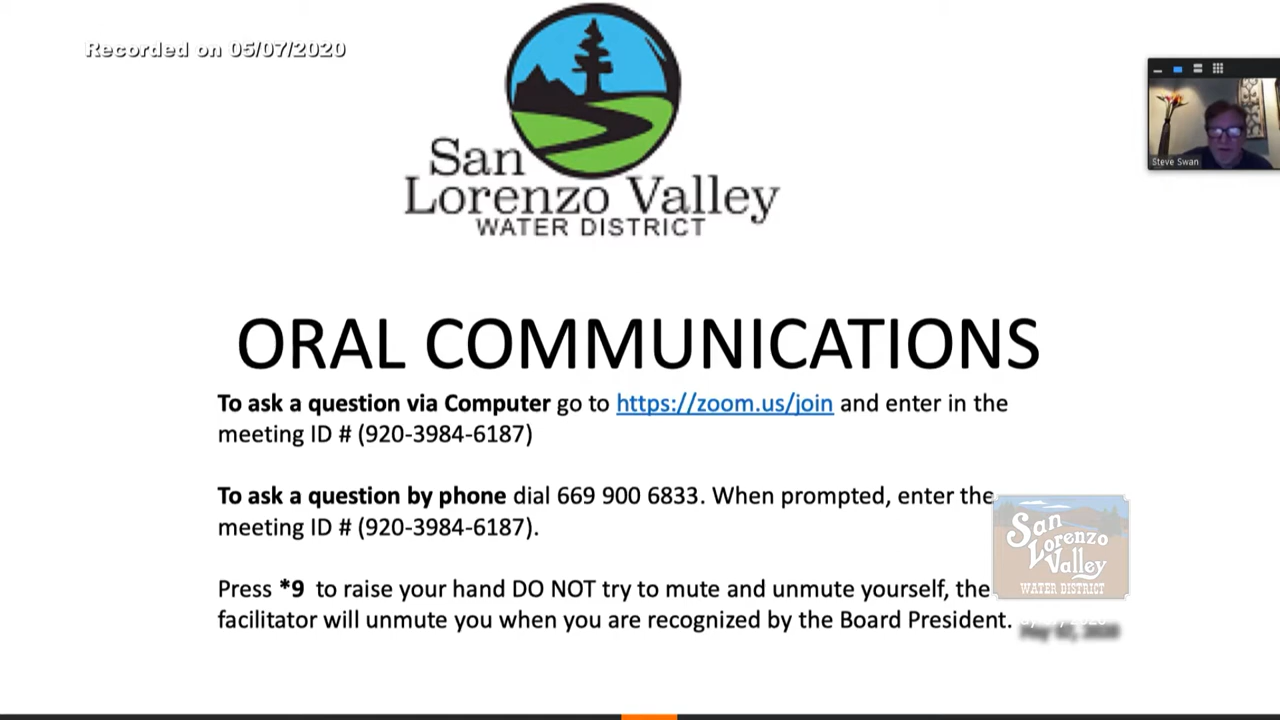 Recorded on 05/07/2020
San
Lorenzo Valley
WATER DISTRICT
Steve Swan
ORAL COMMUNICATIONS
To ask a question via Computer go to https://zoom.us/join and enter in the
meeting ID # (920-3984-6187)
To ask a question by phone dial 669 900 6833. When prompted, enter the
meeting ID # (920-3984-6187).
Press *9 to raise your hand DO NOT try to mute and unmute yourself, the
facilitator will unmute you when you are recognized by the Board President.
San
Lorenzo
Valley
WATER DISTRICT